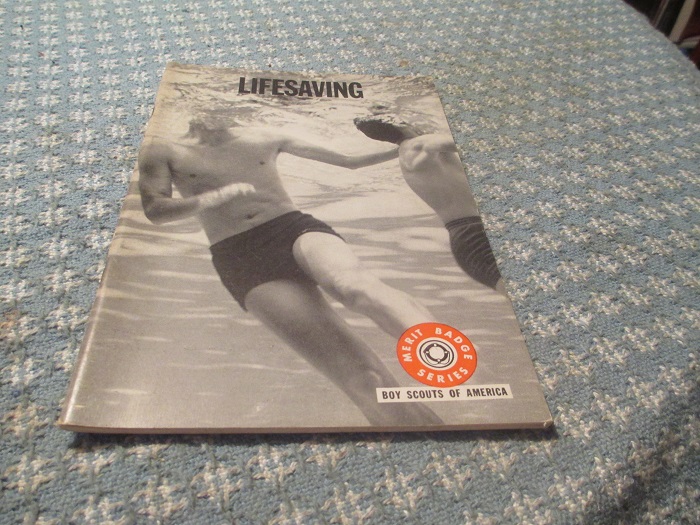 LIFESAVING
MERIT BADGE
SERIES
BOY SCOUTS OF AMERICA